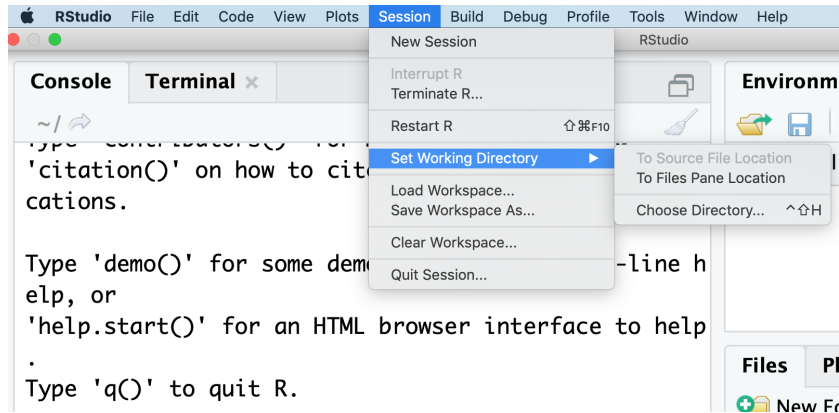 RStudio File Edit Code View Plots Session Build Debug Profile Tools Window Help
RStudio
New Session
Interrupt R
Terminate R...
Restart R ⇧⌘F10
Set Working Directory
Load Workspace...
Save Workspace As...
Clear Workspace...
Quit Session...
To Source File Location
To Files Pane Location
Choose Directory... ^⇧H
Console Terminal
~/
'citation()' on how to cit
cations.
Type 'demo()' for some dem -line h
elp, or
'help.start()' for an HTML browser interface to help
.
Type 'q()' to quit R.
Environm
Files
New